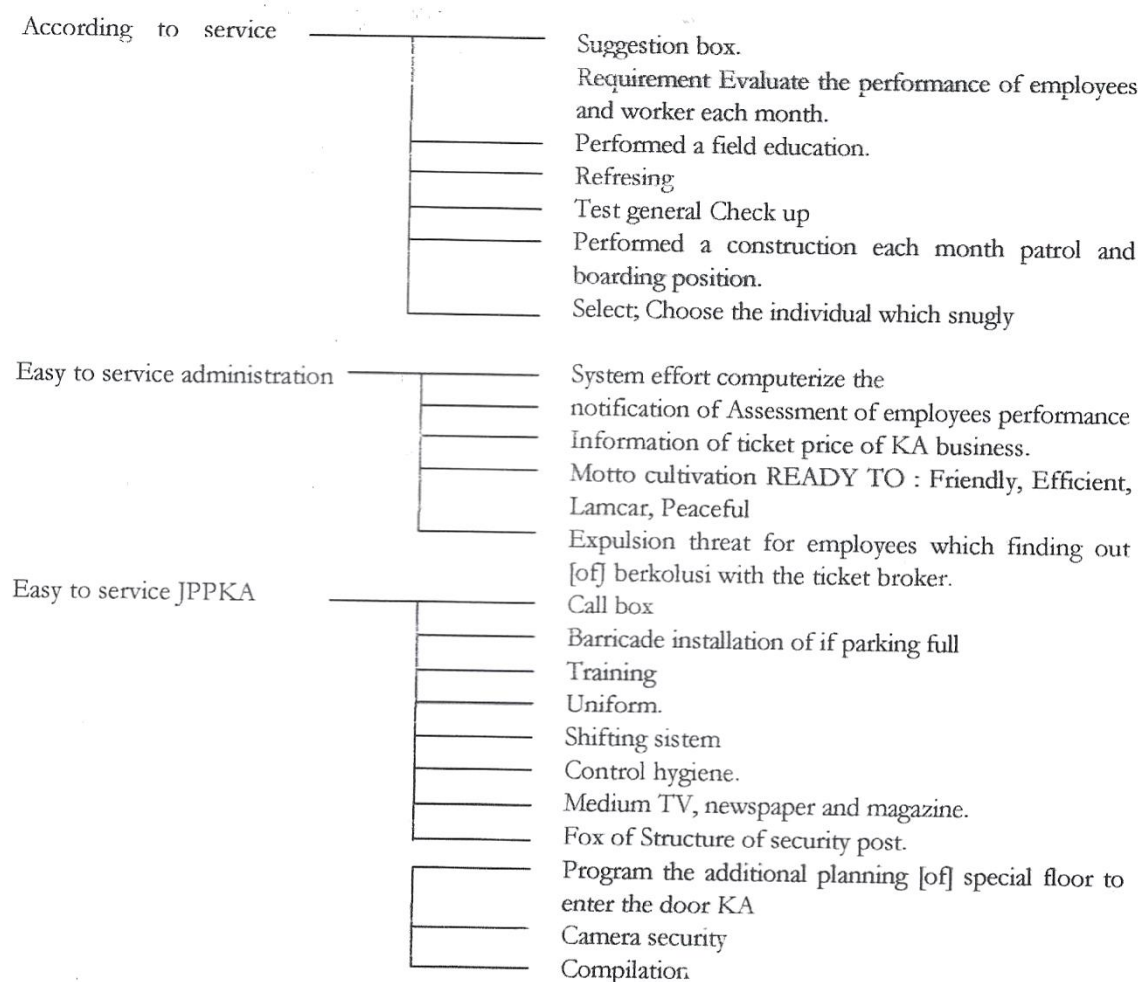 According to service
Suggestion box.
Requirement Evaluate the performance of employees
and worker each month.
Performed a field education.
Refresing
Test general Check up
Performed a construction each month patrol and
boarding position.
Select; Choose the individual which snugly
Easy to service administration
System effort computerize the
notification of Assessment of employees performance
Information of ticket price of KA business.
Motto cultivation READY TO : Friendly, Efficient,
Lamcar, Peaceful
Expulsion threat for employees which finding out
[of] berkolusi with the ticket broker.
Easy to service JPPKA
Call box
Barricade installation of if parking full
Training
Uniform.
Shifting sistem
Control hygiene.
Medium TV, newspaper and magazine.
Fox of Structure of security post.
Program the additional planning [of] special floor to
enter the door KA
Camera security
Compilation